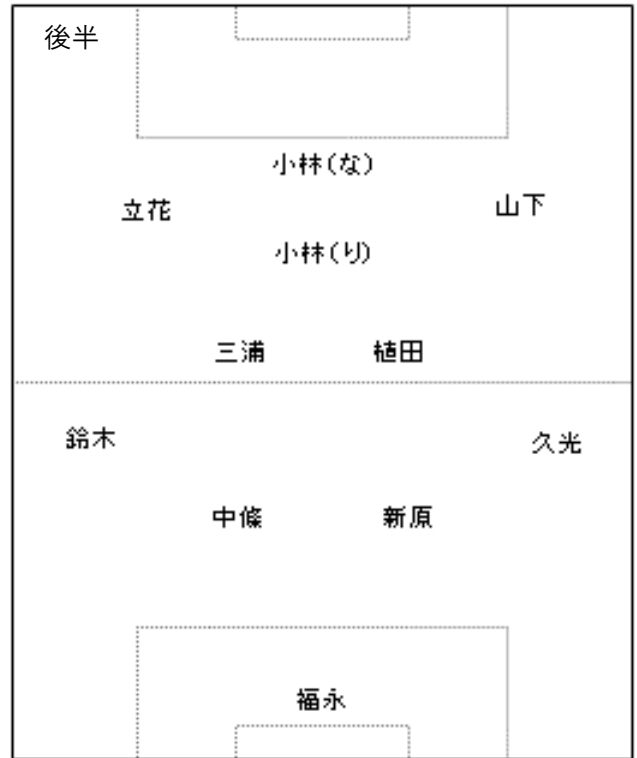 後半
小林(な)
立花
山下
小林(り)
三浦
植田
鈴木
久光
中條
新原
福永